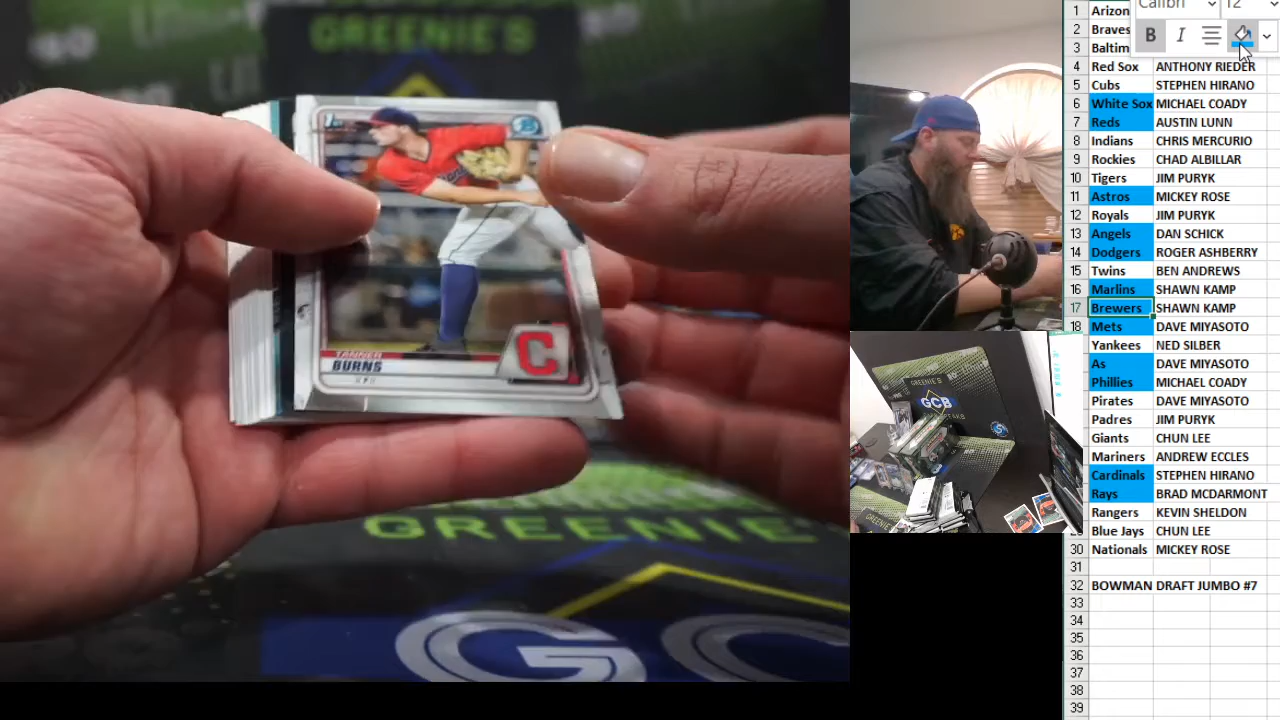 GREENIE'S
1st
TANNER
BURNS
C
GREENIE'
G
GREENIE'S
GCB
Calibri
12
B I
1 Arizon
2 Braves
3 Baltim
4 Red Sox ANTHONY RIEDER
5 Cubs STEPHEN HIRANO
6 White Sox MICHAEL COADY
7 Reds AUSTIN LUNN
8 Indians CHRIS MERCURIO
9 Rockies CHAD ALBILLAR
10 Tigers JIM PURYK
11 Astros MICKEY ROSE
12 Royals JIM PURYK
13 Angels DAN SCHICK
14 Dodgers ROGER ASHBERRY
15 Twins BEN ANDREWS
16 Marlins SHAWN KAMP
17 Brewers SHAWN KAMP
18 Mets DAVE MIYASOTO
Yankees NED SILBER
As DAVE MIYASOTO
Phillies MICHAEL COADY
Pirates DAVE MIYASOTO
Padres JIM PURYK
Giants CHUN LEE
Mariners ANDREW ECCLES
Cardinals STEPHEN HIRANO
Rays BRAD MCDARMONT
Rangers KEVIN SHELDON
Blue Jays CHUN LEE
30 Nationals MICKEY ROSE
31
32 BOWMAN DRAFT JUMBO #7
33
34
35
36
37
38
39